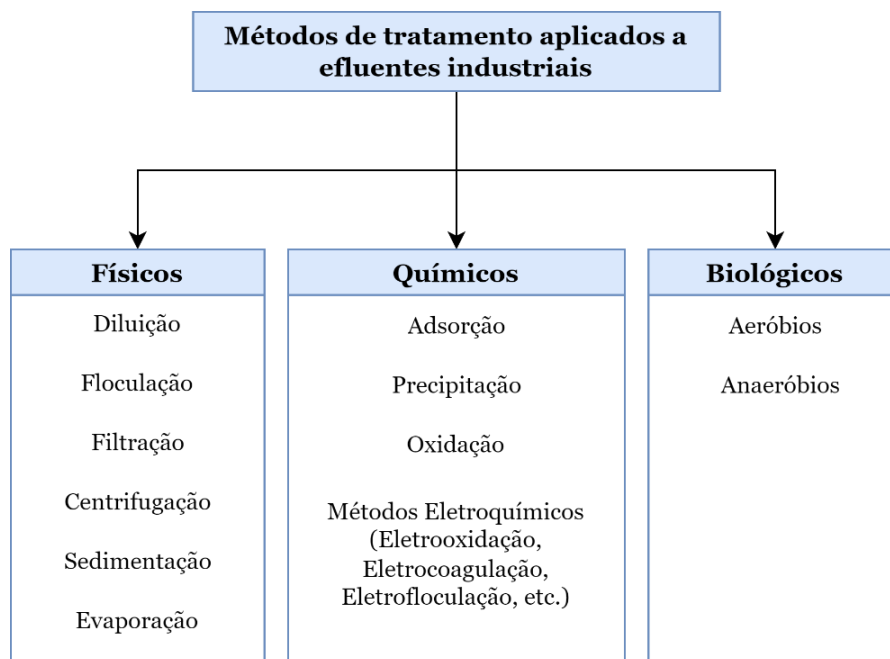 Métodos de tratamento aplicados a
efluentes industriais
Físicos
Diluição
Floculação
Filtração
Centrifugação
Sedimentação
Evaporação
Químicos
Adsorção
Precipitação
Oxidação
Métodos Eletroquímicos
(Eletrooxidação,
Eletrocoagulação,
Eletrofloculação, etc.)
Biológicos
Aeróbios
Anaeróbios